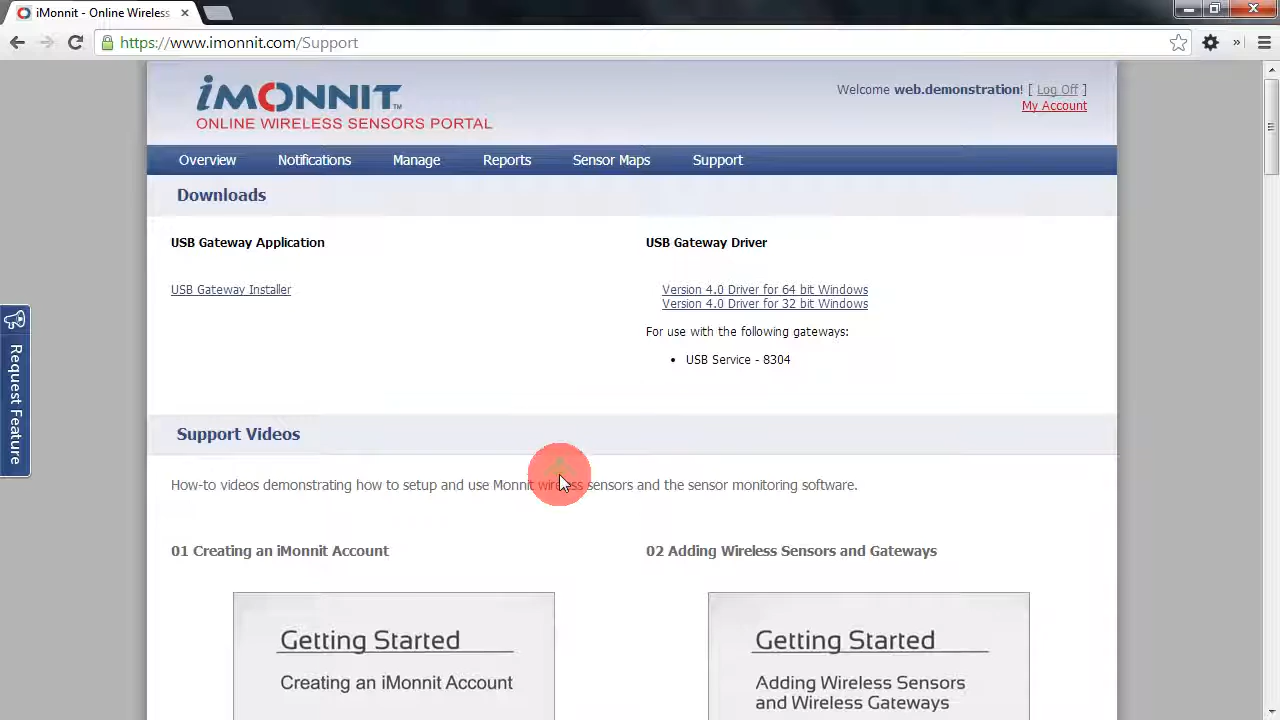 iMonnit - Online Wireless
https://www.imonnit.com/Support
iMONNIT™
ONLINE WIRELESS SENSORS PORTAL
Welcome web.demonstration! [ Log Off ]
My Account
Overview Notifications Manage Reports Sensor Maps Support
Downloads
USB Gateway Application
USB Gateway Installer
USB Gateway Driver
Version 4.0 Driver for 64 bit Windows
Version 4.0 Driver for 32 bit Windows
For use with the following gateways:
• USB Service - 8304
Request Feature
Support Videos
How-to videos demonstrating how to setup and use Monnit wireless sensors and the sensor monitoring software.
01 Creating an iMonnit Account
Getting Started
Creating an iMonnit Account
02 Adding Wireless Sensors and Gateways
Getting Started
Adding Wireless Sensors
and Wireless Gateways